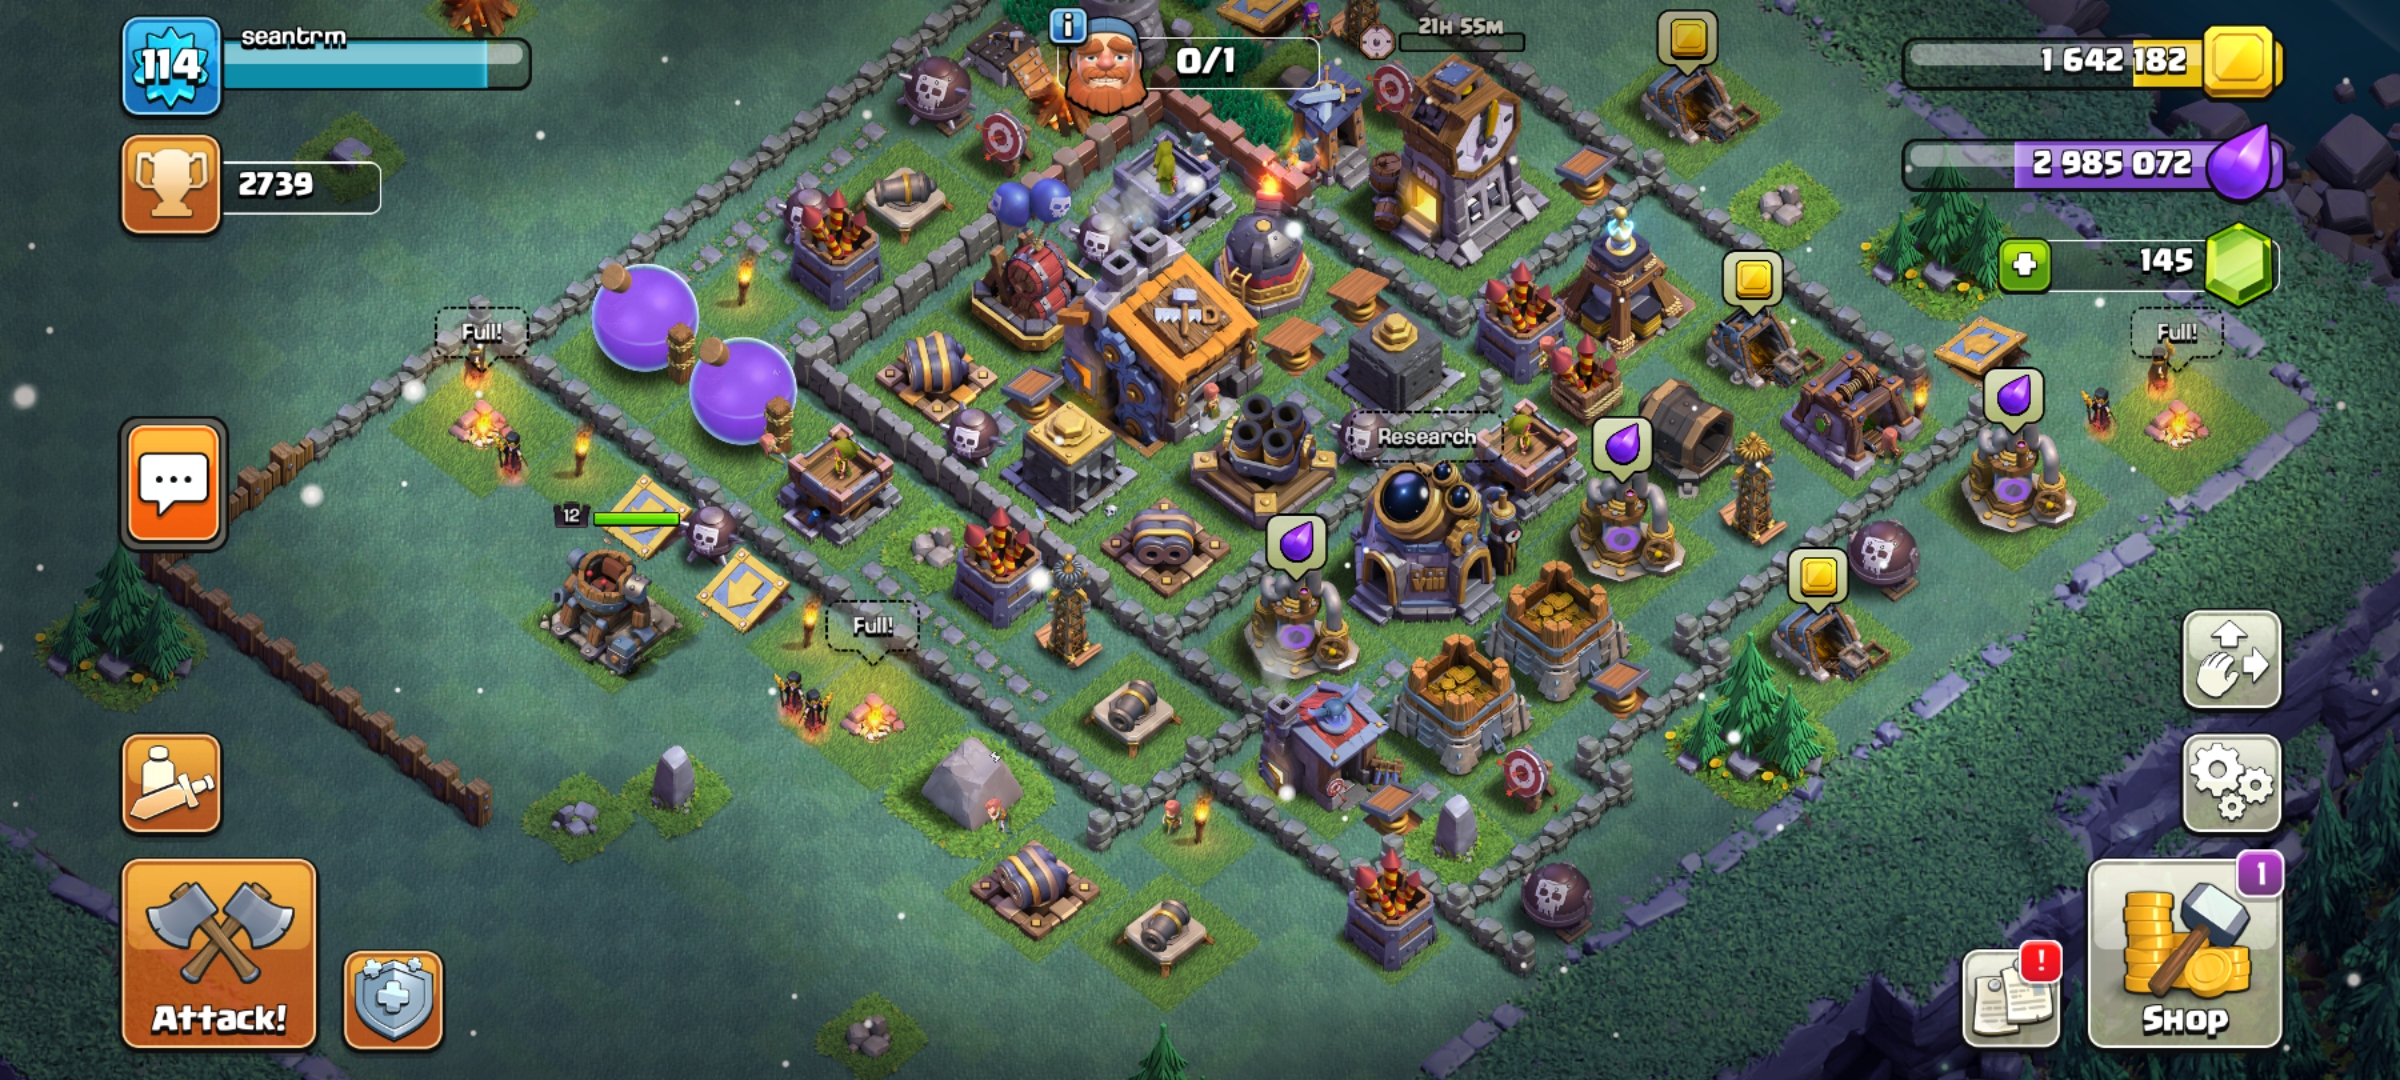 seantrm
114
2739
i
0/1
21H 55M
1 642 182
2 985 072
145
Full!
Full!
Research
12
Full!
Attack!
!
1
Shop